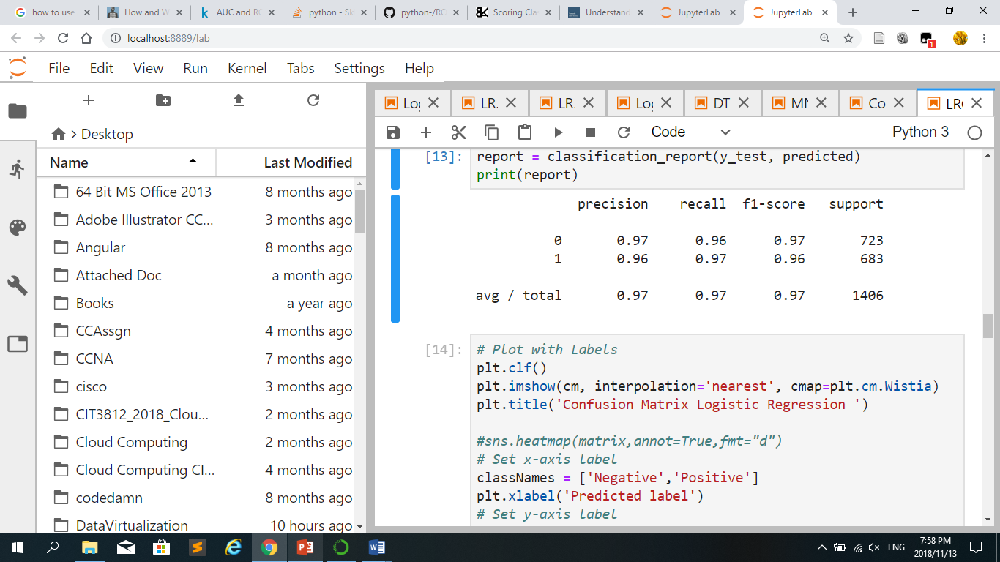 how to use
How and W
AUC and RO
python - Sk
python-/RO
Scoring Cla
Understand
JupyterLab
JupyterLab
localhost:8889/lab
1
File Edit View Run Kernel Tabs Settings Help
Desktop
Name Last Modified
64 Bit MS Office 2013 8 months ago
Adobe Illustrator CC... 3 months ago
Angular 8 months ago
Attached Doc a month ago
Books a year ago
CCAssgn 4 months ago
CCNA 7 months ago
cisco 3 months ago
CIT3812_2018_Clou... 2 months ago
Cloud Computing 2 months ago
Cloud Computing CI... 4 months ago
codedamn 8 months ago
DataVirtualization 10 hours ago
Log LR. LR. Log DT MN Co LRC
Code Python 3
[13]: report = classification_report(y_test, predicted)
print(report)
precision recall f1-score support
0 0.97 0.96 0.97 723
1 0.96 0.97 0.96 683
avg / total 0.97 0.97 0.97 1406
[14]: # Plot with Labels
plt.clf()
plt.imshow(cm, interpolation='nearest', cmap=plt.cm.Wistia)
plt.title('Confusion Matrix Logistic Regression ')
#sns.heatmap(matrix,annot=True,fmt="d")
# Set x-axis label
classNames = ['Negative','Positive']
plt.xlabel('Predicted label')
# Set y-axis label
ENG
7:58 PM
2018/11/13